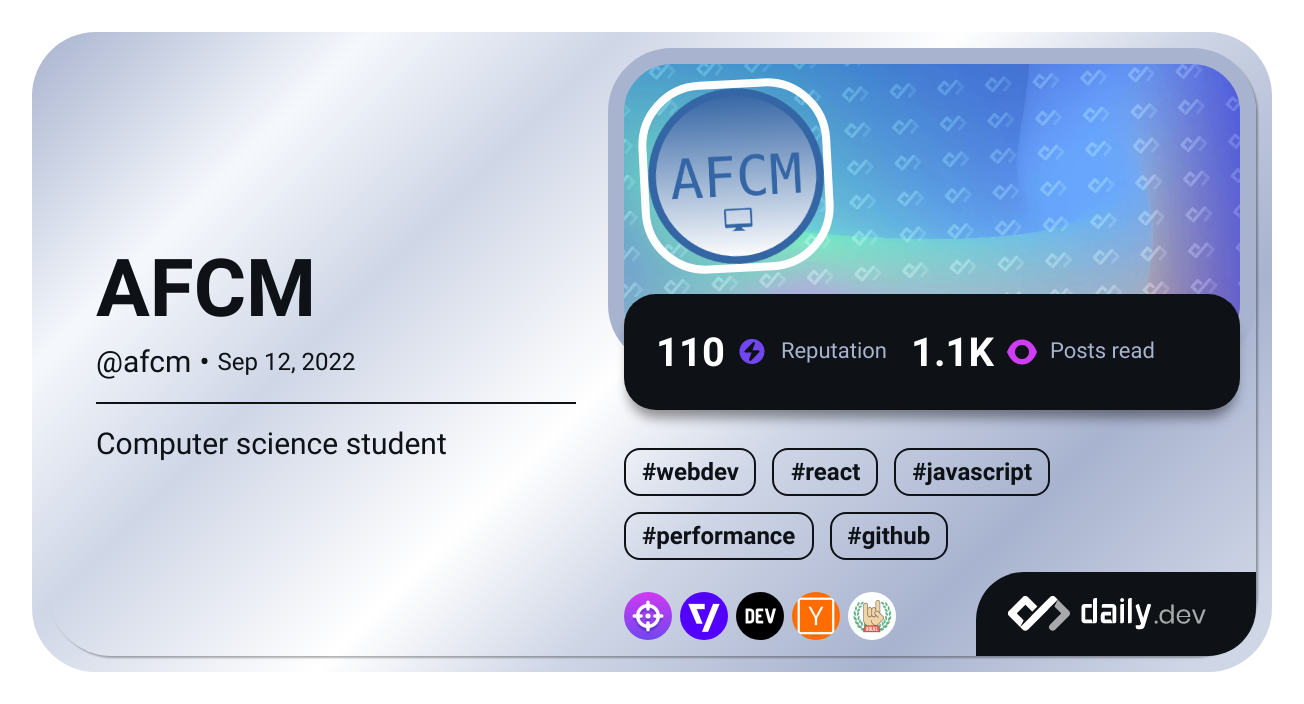 AFCM
@afcm • Sep 12, 2022
Computer science student
AFCM
110 Reputation 1.1K Posts read
#webdev #react #javascript
#performance #github
DEV Y
daily.dev